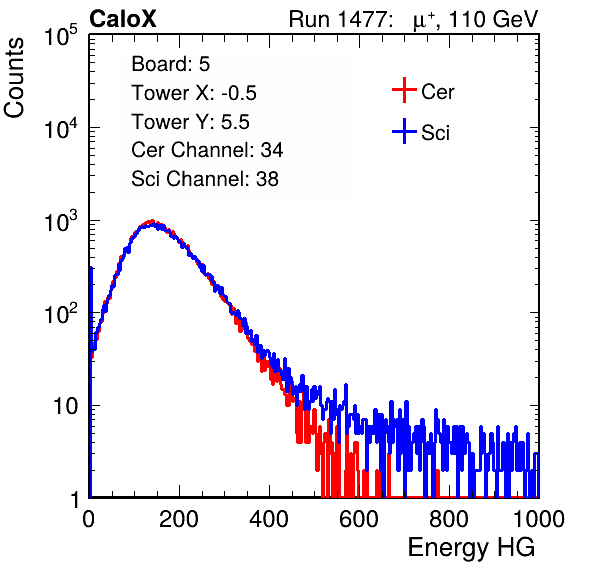 CaloX Run 1477: μ⁺, 110 GeV
Board: 5
Tower X: -0.5
Tower Y: 5.5
Cer Channel: 34
Sci Channel: 38
Cer
Sci
Counts
10⁵
10⁴
10³
10²
10
1
0 200 400 600 800 1000
Energy HG